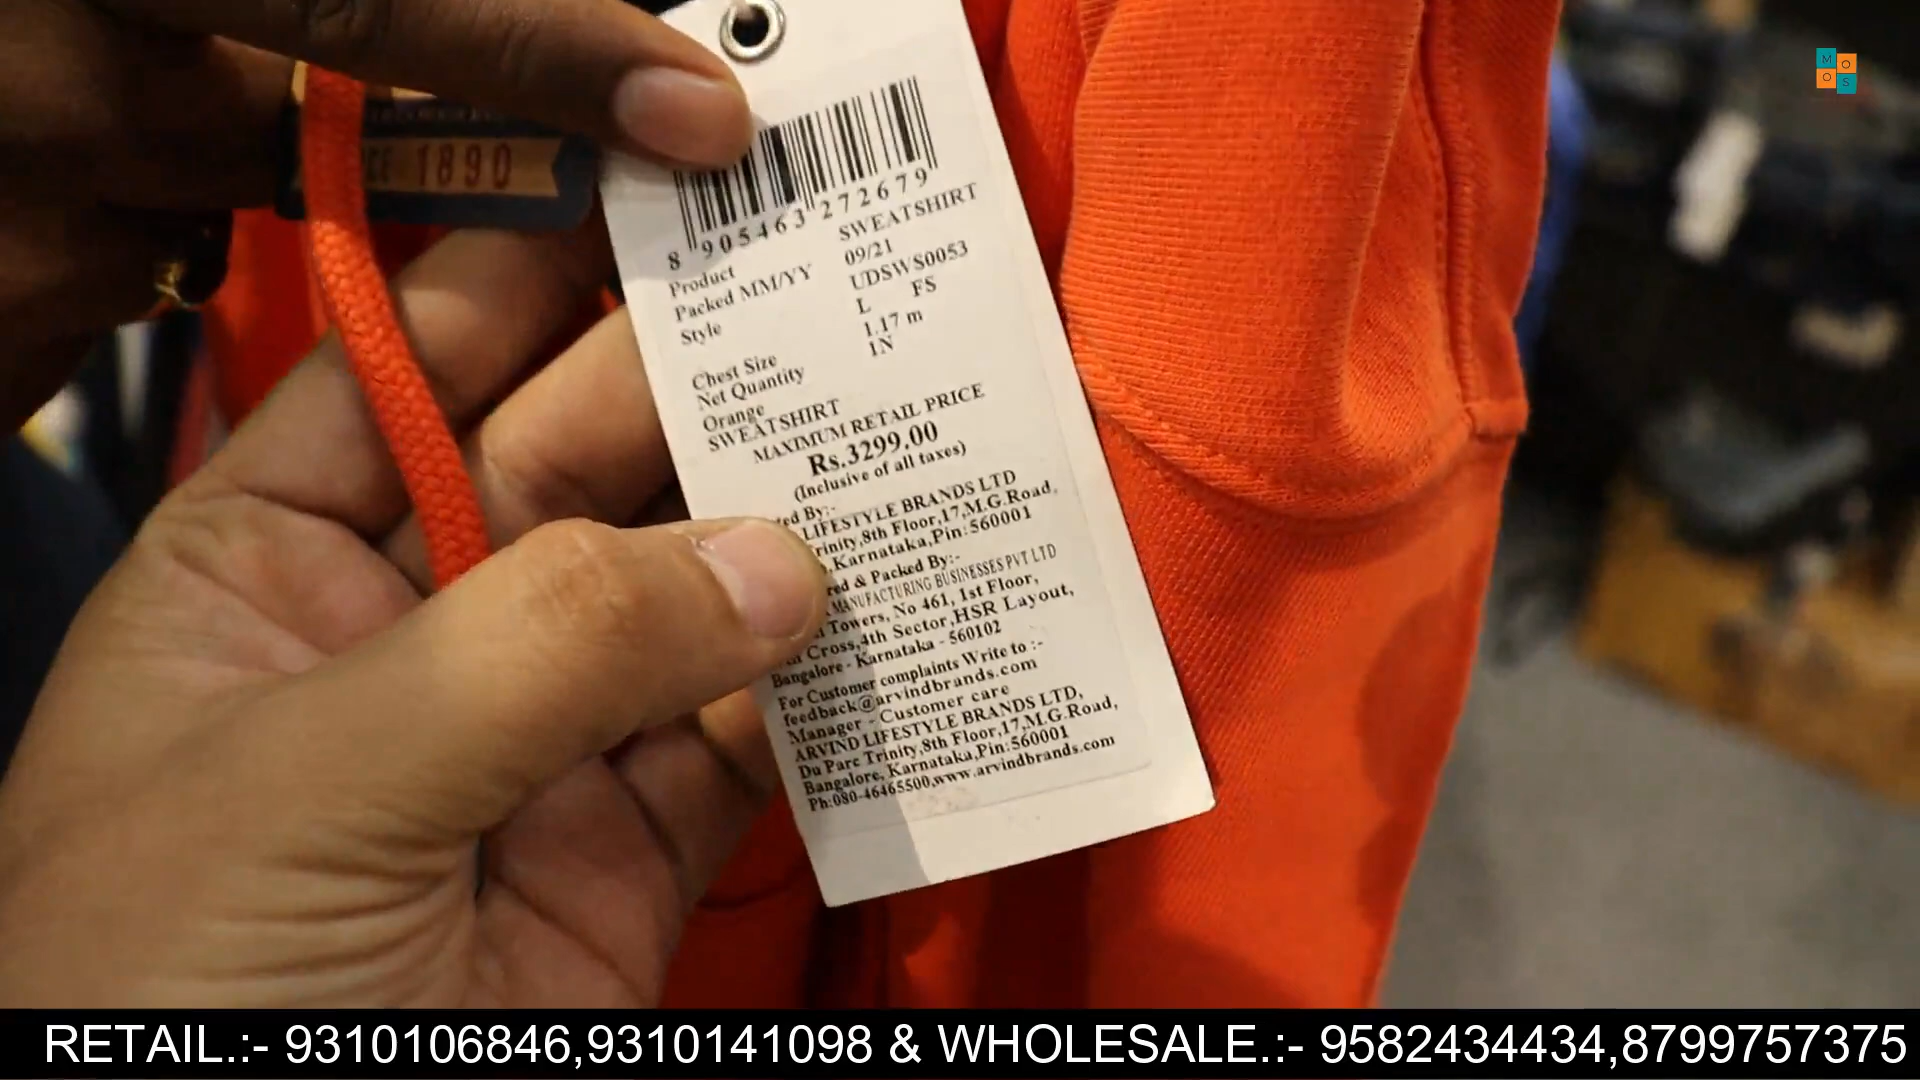 M
O
O
S
1890
8 905463 272679
Product SWEATSHIRT
Packed MM/YY 09/21
Style UDSWS0053
L FS
Chest Size 1.17 m
Net Quantity 1N
Orange
SWEATSHIRT
MAXIMUM RETAIL PRICE
Rs.3299.00
(Inclusive of all taxes)
By:-
LIFESTYLE BRANDS LTD
8th Floor,17,M.G.Road,
Karnataka,Pin:560001
& Packed By:-
MANUFACTURING BUSINESSES PVT LTD
Towers, No 461, 1st Floor,
Cross,4th Sector,HSR Layout,
Bangalore - Karnataka - 560102
For Customer complaints Write to :-
feedback@arvindbrands.com
Manager - Customer care
ARVIND LIFESTYLE BRANDS LTD,
Du Parc Trinity,8th Floor,17,M.G.Road,
Bangalore, Karnataka,Pin:560001
Ph:080-46465500,www.arvindbrands.com
RETAIL.:- 9310106846,9310141098 & WHOLESALE.:- 9582434434,8799757375